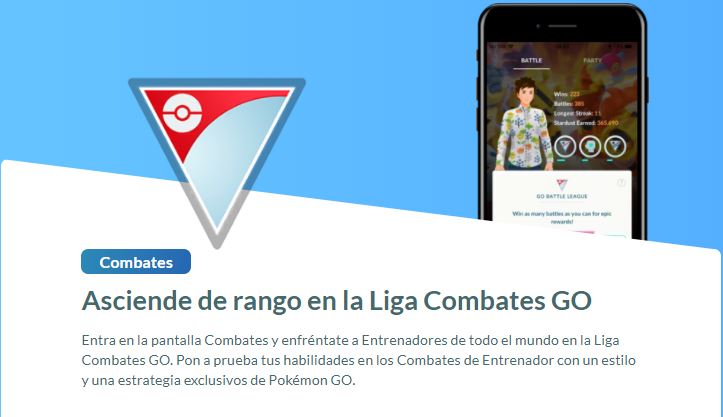 BATTLE PARTY
Wins: 223
Battles: 385
Longest Streak: 11
Stardust Earned: 365,690
GO BATTLE LEAGUE
Win as many battles as you can for epic
rewards!
Combates
Asciende de rango en la Liga Combates GO
Entra en la pantalla Combates y enfréntate a Entrenadores de todo el mundo en la Liga
Combates GO. Pon a prueba tus habilidades en los Combates de Entrenador con un estilo
y una estrategia exclusivos de Pokémon GO.